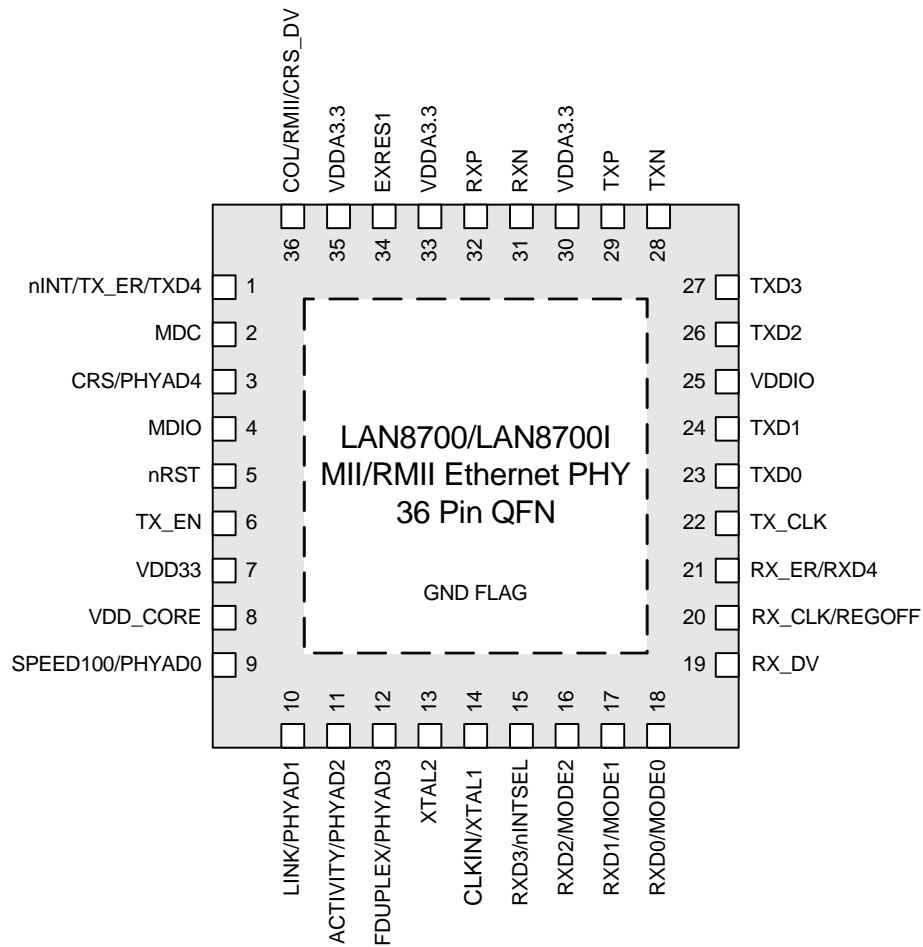 COL/RMII/CRS_DV
VDDA3.3
EXRES1
VDDA3.3
RXP
RXN
VDDA3.3
TXP
TXN
36
35
34
33
32
31
30
29
28
nINT/TX_ER/TXD4 1
MDC 2
CRS/PHYAD4 3
MDIO 4
nRST 5
TX_EN 6
VDD33 7
VDD_CORE 8
SPEED100/PHYAD0 9
LAN8700/LAN8700I
MII/RMII Ethernet PHY
36 Pin QFN
GND FLAG
27 TXD3
26 TXD2
25 VDDIO
24 TXD1
23 TXD0
22 TX_CLK
21 RX_ER/RXD4
20 RX_CLK/REGOFF
19 RX_DV
10
11
12
13
14
15
16
17
18
LINK/PHYAD1
ACTIVITY/PHYAD2
FDUPLEX/PHYAD3
XTAL2
CLKIN/XTAL1
RXD3/nINTSEL
RXD2/MODE2
RXD1/MODE1
RXD0/MODE0